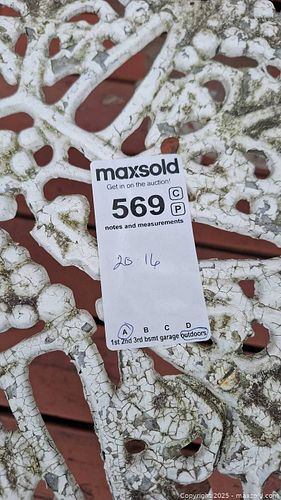 maxsold
Get in on the auction!
569 C
P
notes and measurements
20·16
A B C D
1st 2nd 3rd bsmt garage outdoors
Copyright 2025 - maxsold.com